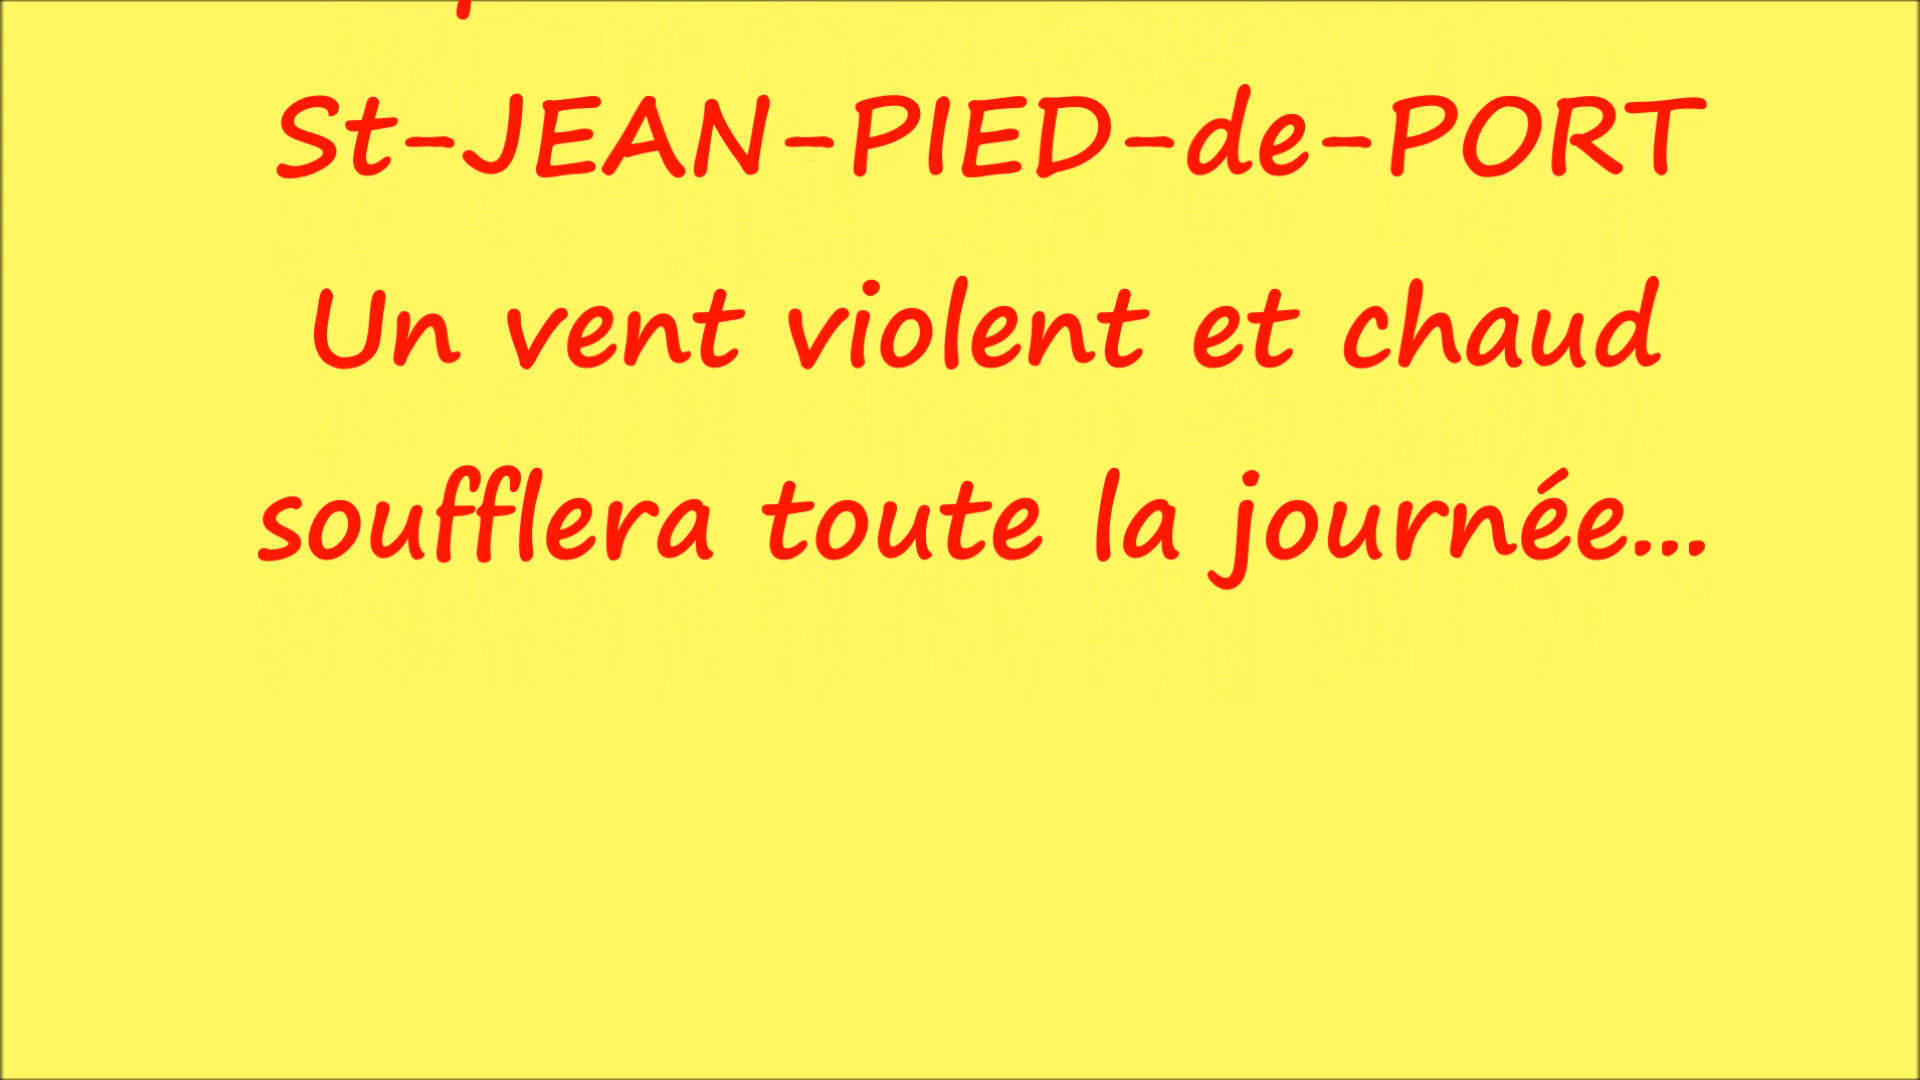 St-JEAN-PIED-de-PORT
Un vent violent et chaud
soufflera toute la journée...